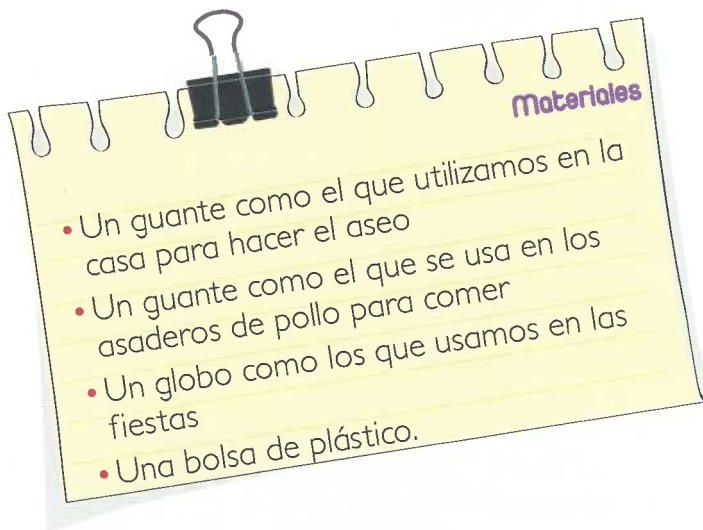 Materiales
• Un guante como el que utilizamos en la
casa para hacer el aseo
• Un guante como el que se usa en los
asaderos de pollo para comer
• Un globo como los que usamos en las
fiestas
• Una bolsa de plástico.